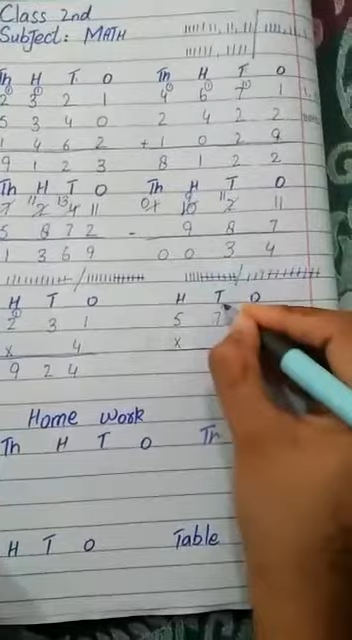 Class 2nd
Subject: MATH
Th H T O Th H T O
2 3 2 1 4 6 7 1
5 3 4 0 2 4 2 2
1 4 6 2 + 1 0 2 9
9 1 2 3 8 1 2 2
Th H T O Th H T O
5 8 7 2 - 9 8 7
1 3 6 9 0 0 3 4
H T O H T O
2 3 1 5 7
x 4 x
9 2 4
Home work
Th H T O Th
H T O Table